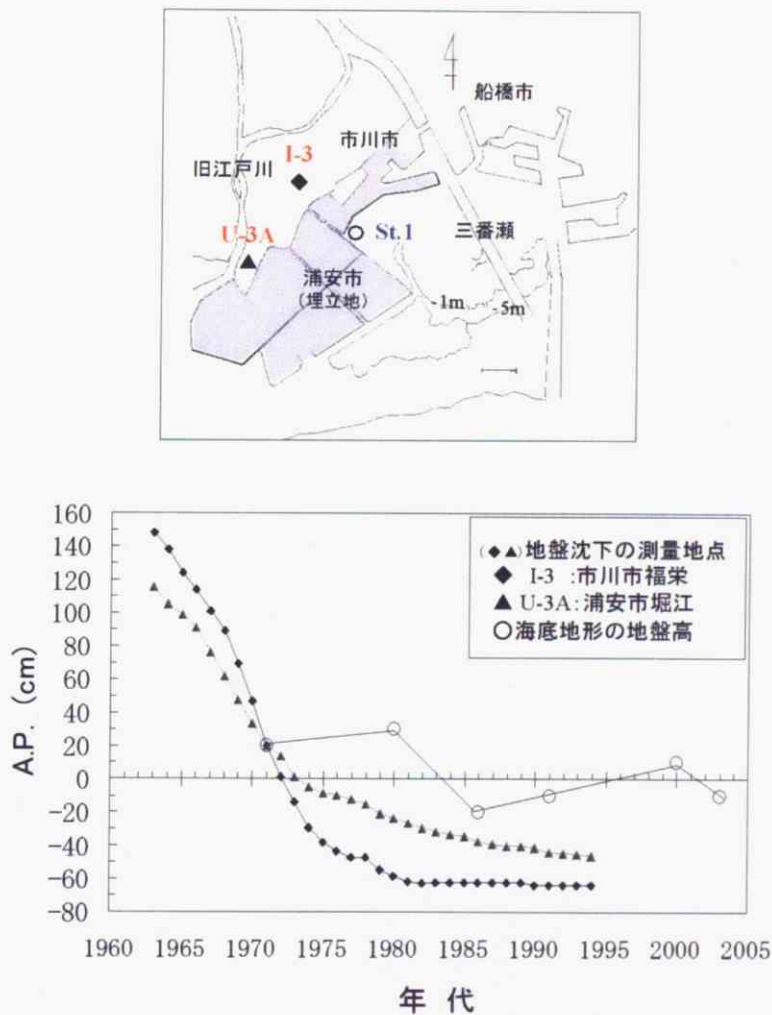 船橋市
市川市
I-3
旧江戸川
U-3A
St.1
三番瀬
浦安市
(埋立地)
-1m
-5m
160
140
120
100
80
60
40
20
0
-20
-40
-60
-80
A.P. (cm)
(◆▲)地盤沈下の測量地点
◆ I-3 :市川市福栄
▲ U-3A:浦安市堀江
○海底地形の地盤高
1960 1965 1970 1975 1980 1985 1990 1995 2000 2005
年 代